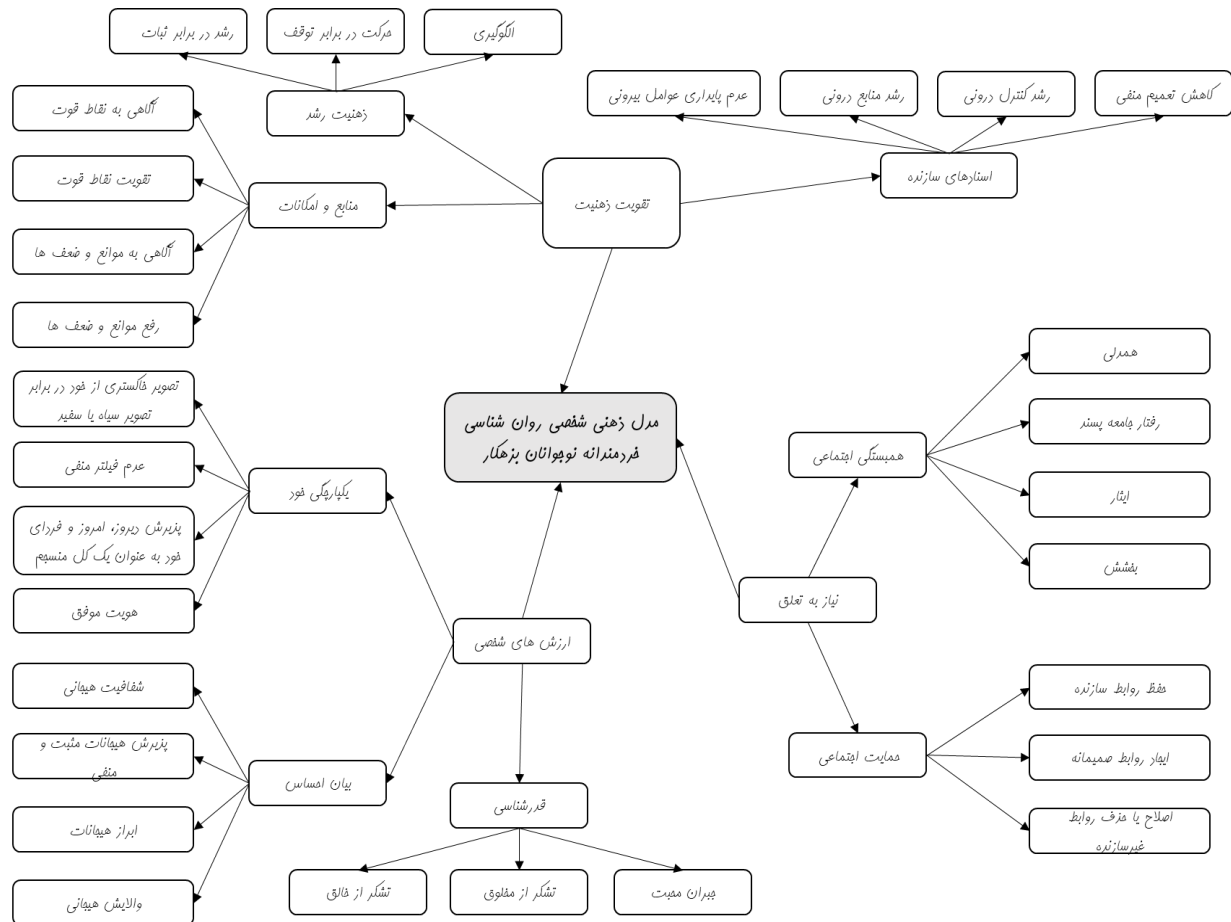 رشد در برابر ثبات
حرکت در برابر توقف
الگوگیری
ذهنیت رشد
عدم پایداری عوامل بیرونی
رشد منابع درونی
رشد کنترل درونی
کاهش تعمیم منفی
اسنادهای سازنده
تقویت ذهنیت
منابع و امکانات
آگاهی به نقاط قوت
تقویت نقاط قوت
آگاهی به موانع و ضعف ها
رفع موانع و ضعف ها
مدل ذهنی شخصی روان شناسی
خردمندانه نوجوانان بزهکار
تصویر خاکستری از خود در برابر
تصویر سیاه یا سفید
عدم فیلتر منفی
پذیرش دیروز، امروز و فردای
خود به عنوان یک کل منسجم
هویت موفق
یکپارچگی خود
ارزش های شخصی
شفافیت هیجانی
پذیرش هیجانات مثبت و
منفی
ابراز هیجانات
والایش هیجانی
بیان احساس
قدرشناسی
تشکر از خالق
تشکر از مخلوق
جبران محبت
نیاز به تعلق
همبستگی اجتماعی
همدلی
رفتار جامعه پسند
ایثار
بخشش
حمایت اجتماعی
حفظ روابط سازنده
ایجاد روابط صمیمانه
اصلاح یا حذف روابط
غیرسازنده